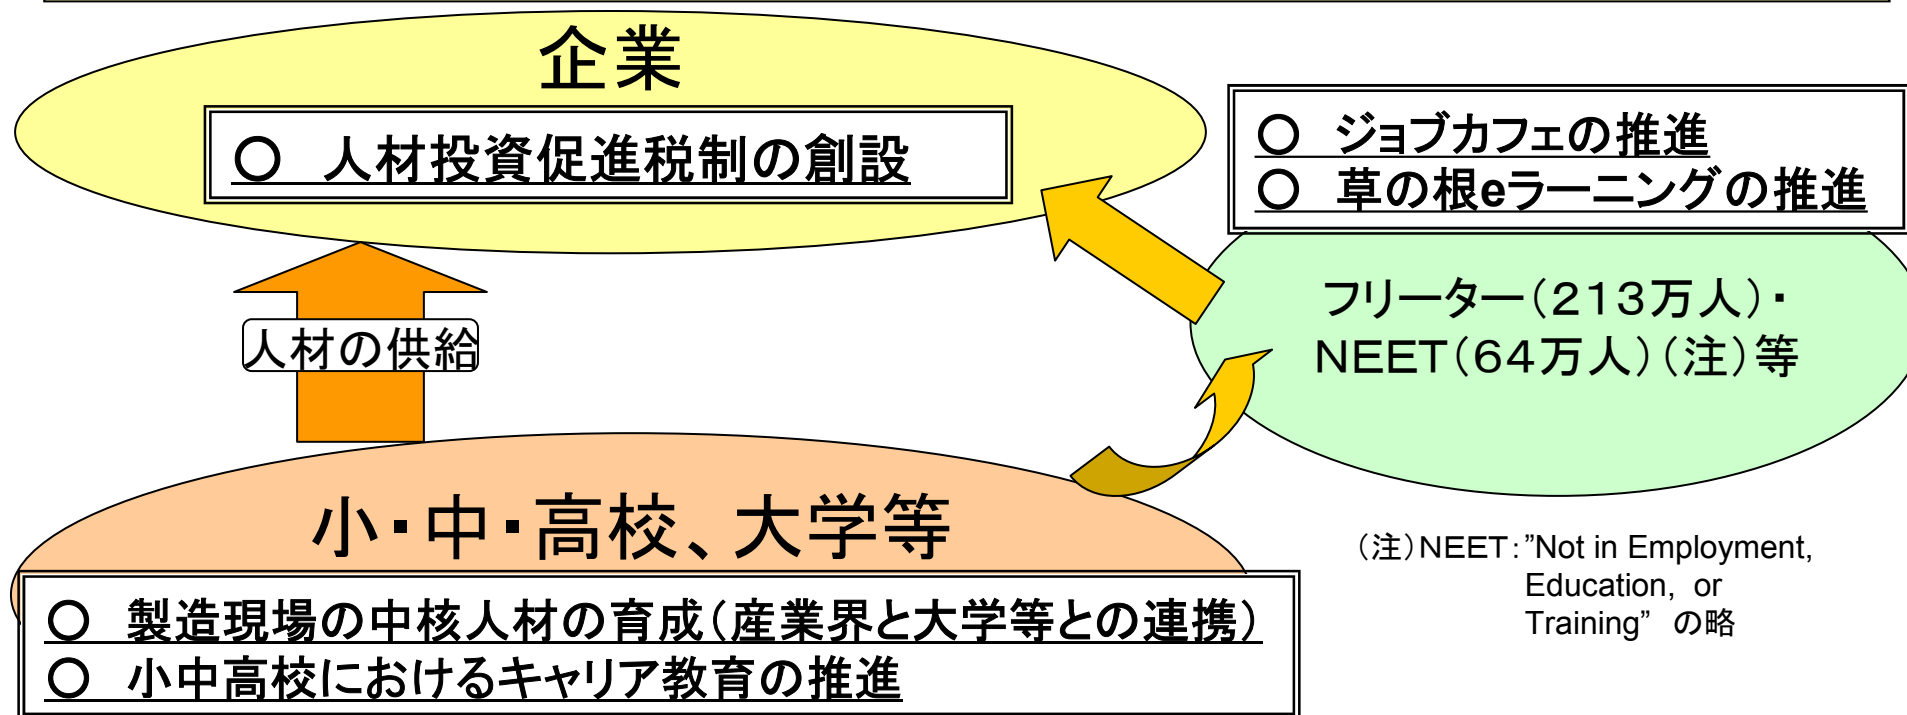 企業
○ 人材投資促進税制の創設
○ ジョブカフェの推進
○ 草の根eラーニングの推進
人材の供給
フリーター(213万人)・
NEET(64万人)(注)等
小・中・高校、大学等
○ 製造現場の中核人材の育成(産業界と大学等との連携)
○ 小中高校におけるキャリア教育の推進
(注)NEET:”Not in Employment,
Education, or
Training” の略